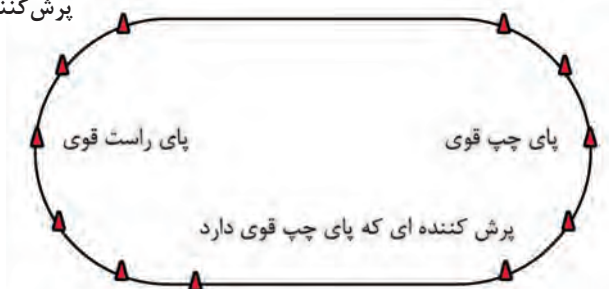 پای چپ قوی
پای راست قوی
پرش کننده ای که پای چپ قوی دارد